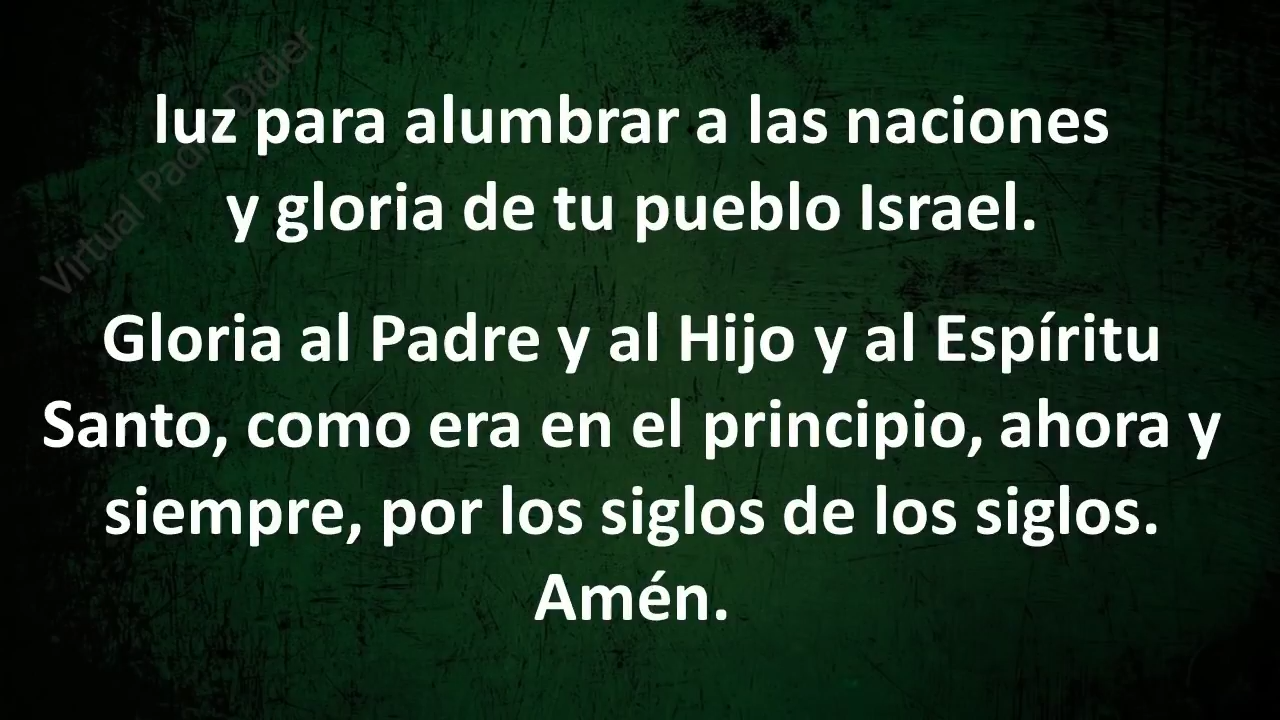 Virtual Padre Didier
luz para alumbrar a las naciones
y gloria de tu pueblo Israel.
Gloria al Padre y al Hijo y al Espíritu
Santo, como era en el principio, ahora y
siempre, por los siglos de los siglos.
Amén.